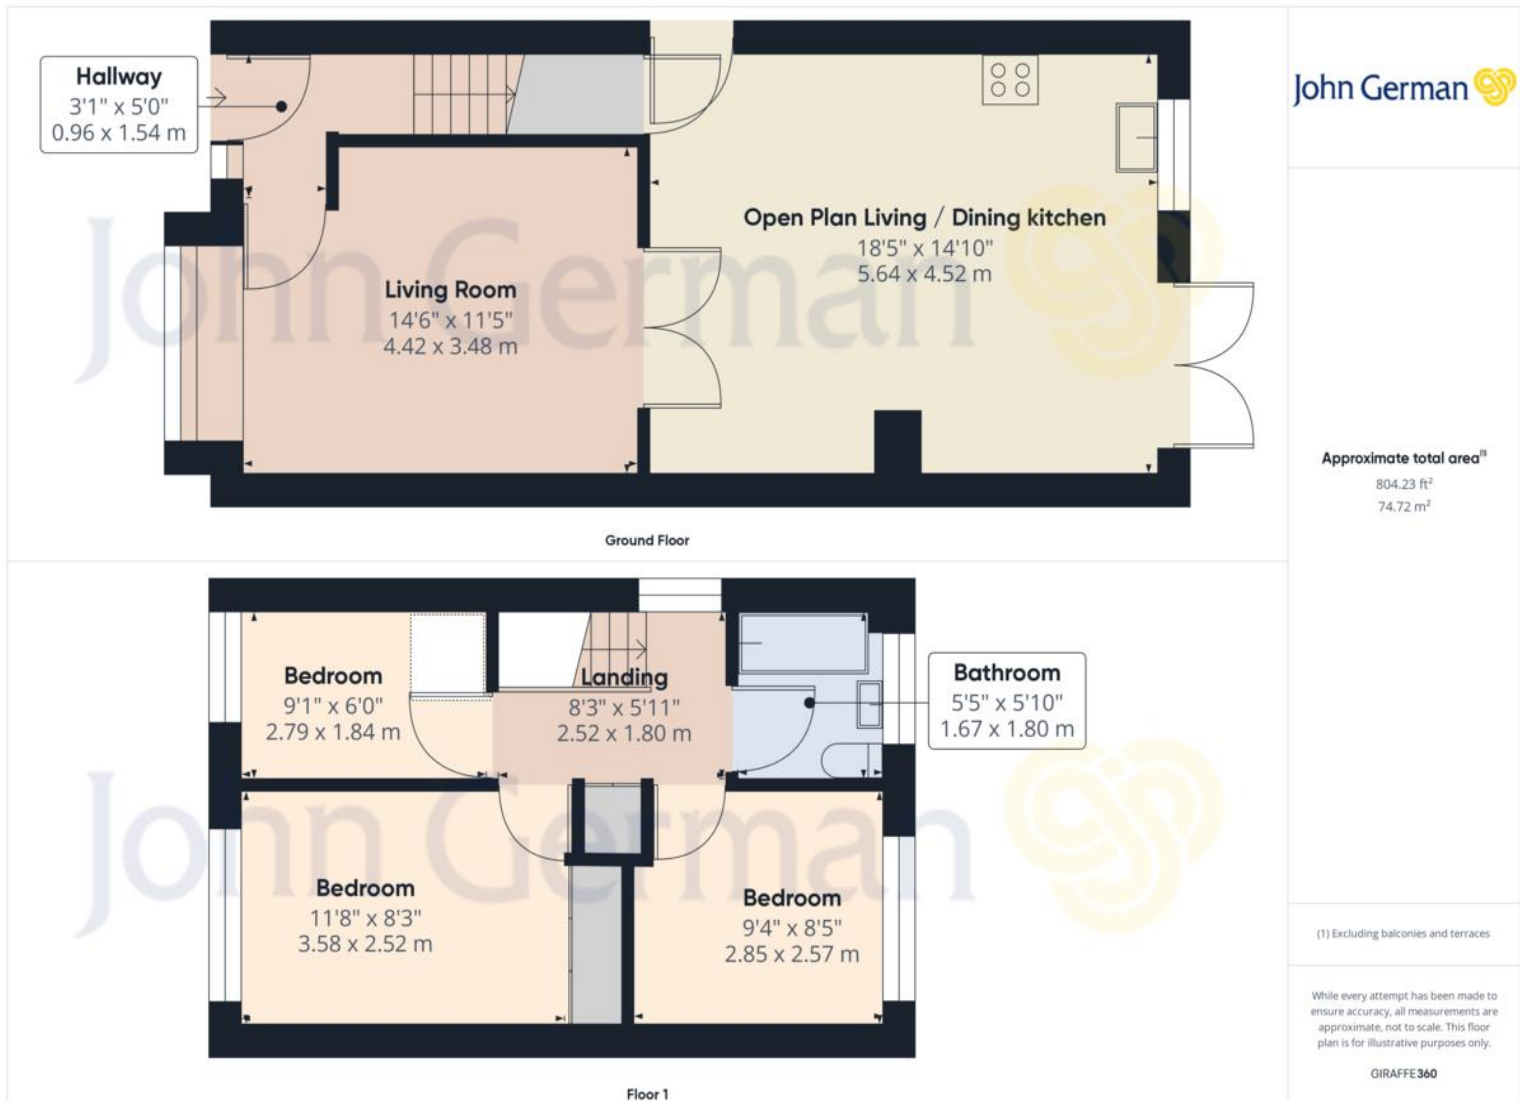 Hallway
3'1" x 5'0"
0.96 x 1.54 m
Living Room
14'6" x 11'5"
4.42 x 3.48 m
Open Plan Living / Dining kitchen
18'5" x 14'10"
5.64 x 4.52 m
John German
Ground Floor
John German
Approximate total area⁽¹⁾
804.23 ft²
74.72 m²
Bedroom
9'1" x 6'0"
2.79 x 1.84 m
Landing
8'3" x 5'11"
2.52 x 1.80 m
Bathroom
5'5" x 5'10"
1.67 x 1.80 m
Bedroom
11'8" x 8'3"
3.58 x 2.52 m
Bedroom
9'4" x 8'5"
2.85 x 2.57 m
John German
Floor 1
(1) Excluding balconies and terraces
While every attempt has been made to
ensure accuracy, all measurements are
approximate, not to scale. This floor
plan is for illustrative purposes only.
GIRAFFE360